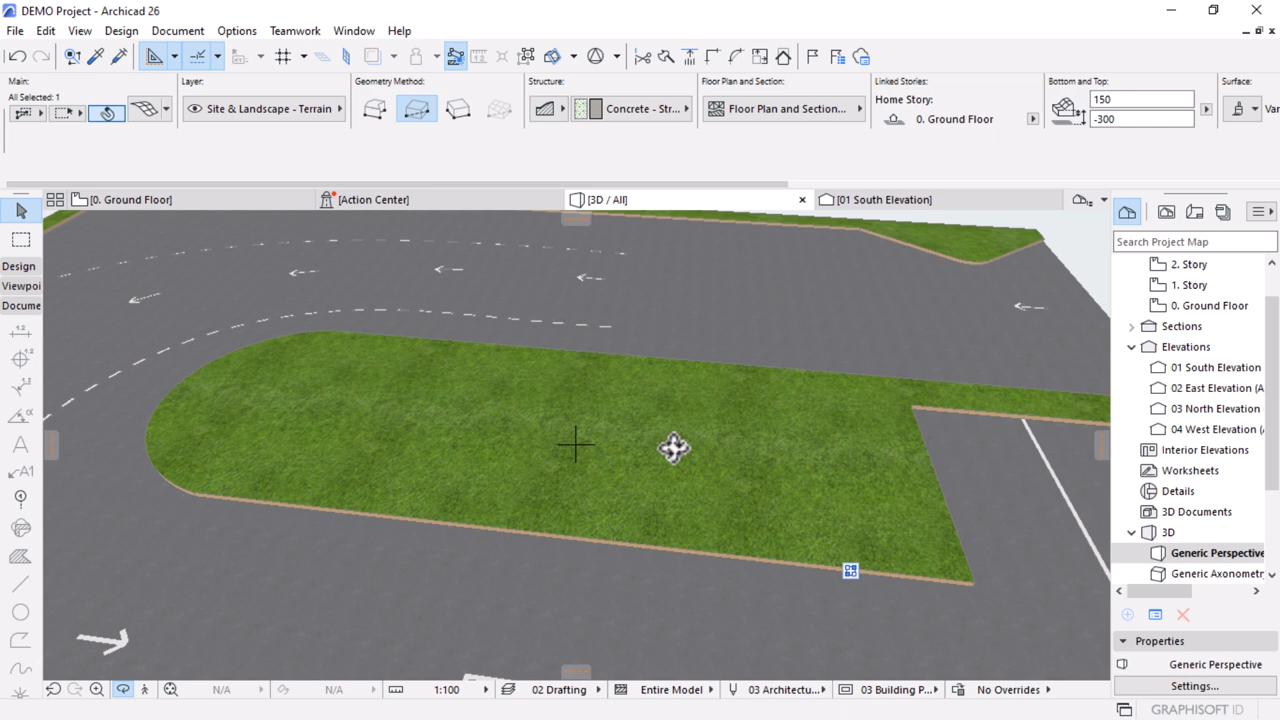 DEMO Project - Archicad 26
File Edit View Design Document Options Teamwork Window Help
Main: Layer: Geometry Method: Structure: Floor Plan and Section: Linked Stories: Bottom and Top: Surface:
All Selected: 1
Site & Landscape - Terrain
Concrete - Str...
Floor Plan and Section...
Home Story:
0. Ground Floor
150
-300
Var
[0. Ground Floor] [Action Center] [3D / All] [01 South Elevation]
Design
Viewpoi
Docume
1.2
A
A1
Search Project Map
2. Story
1. Story
0. Ground Floor
Sections
Elevations
01 South Elevation
02 East Elevation (A
03 North Elevation
04 West Elevation (
Interior Elevations
Worksheets
Details
3D Documents
3D
Generic Perspective
Generic Axonometr
Properties
Generic Perspective
Settings...
N/A N/A 1:100 02 Drafting Entire Model 03 Architectu... 03 Building P... No Overrides
GRAPHISOFT ID